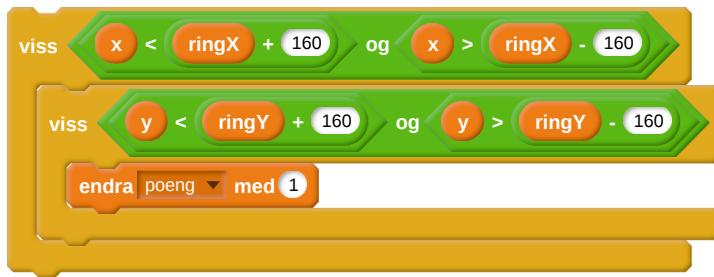 viss x < ringX + 160 og x > ringX - 160
viss y < ringY + 160 og y > ringY - 160
endra poeng med 1